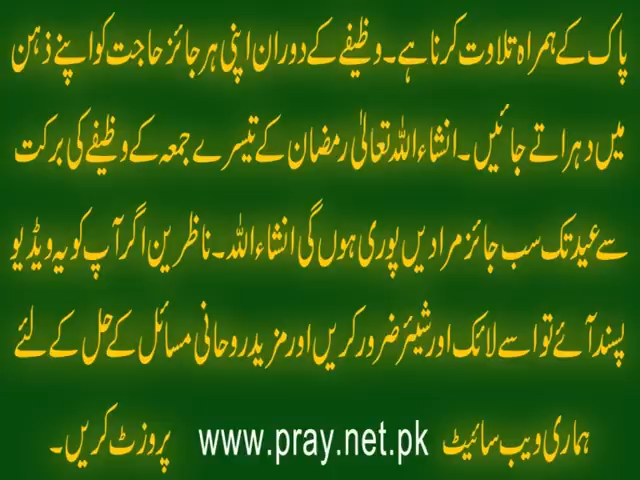 پاک کے ہمراہ تلاوت کرنا ہے۔ وظیفے کے دوران اپنی ہر جائز حاجت کو اپنے ذہن
میں دہراتے جائیں۔ انشاء اللہ تعالیٰ رمضان کے تیسرے جمعہ کے وظیفے کی برکت
سے عید تک سب جائز مرادیں پوری ہوں گی انشاء اللہ۔ ناظرین اگر آپ کو یہ ویڈیو
پسند آئے تو اسے لائک اور شیئر ضرور کریں اور مزید روحانی مسائل کے حل کے لئے
ہماری ویب سائیٹ www.pray.net.pk پر وزٹ کریں۔